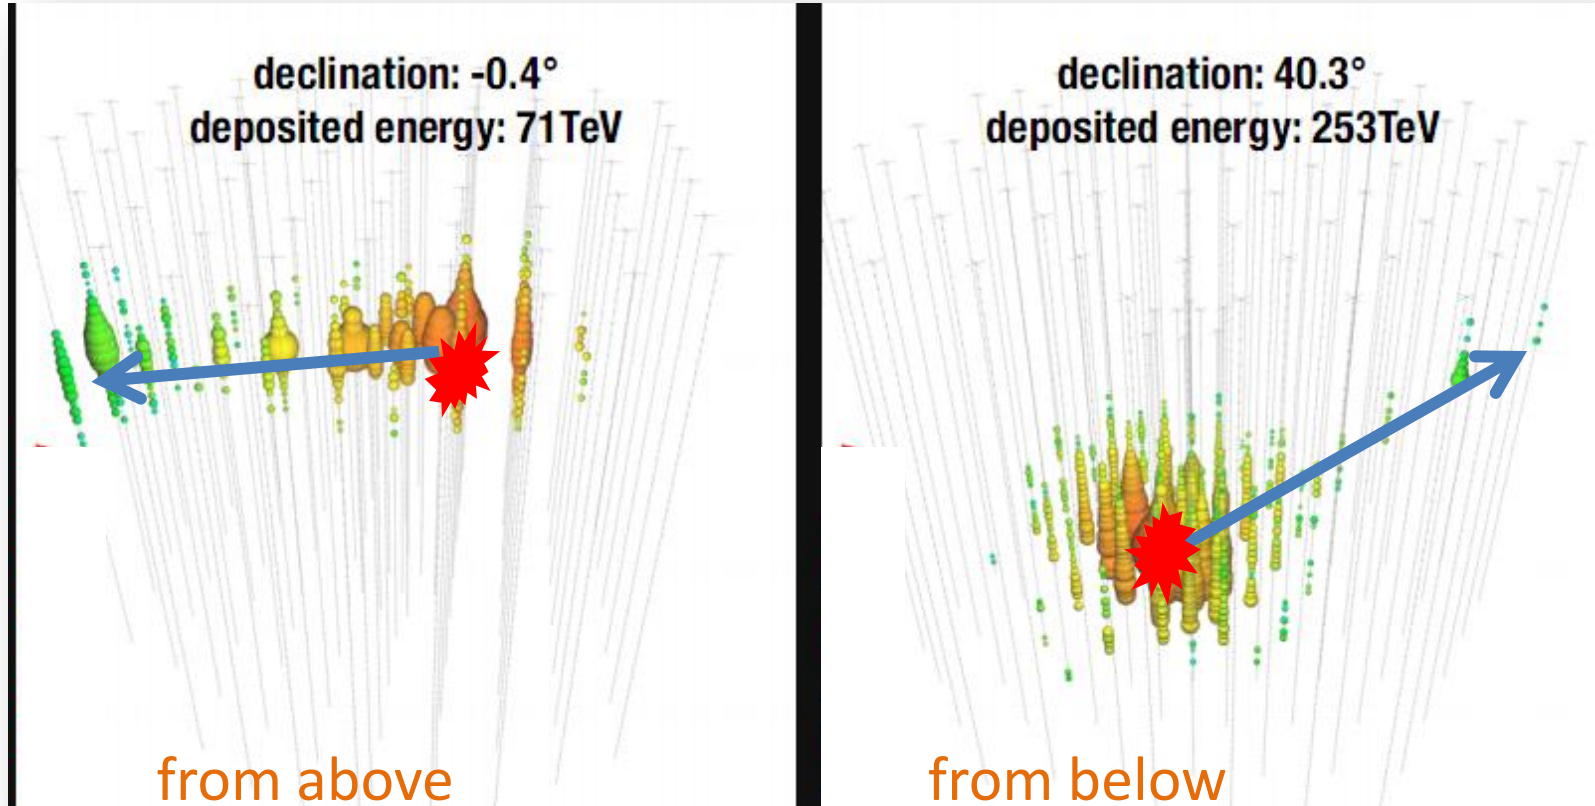 declination: -0.4°
deposited energy: 71TeV
from above
declination: 40.3°
deposited energy: 253TeV
from below